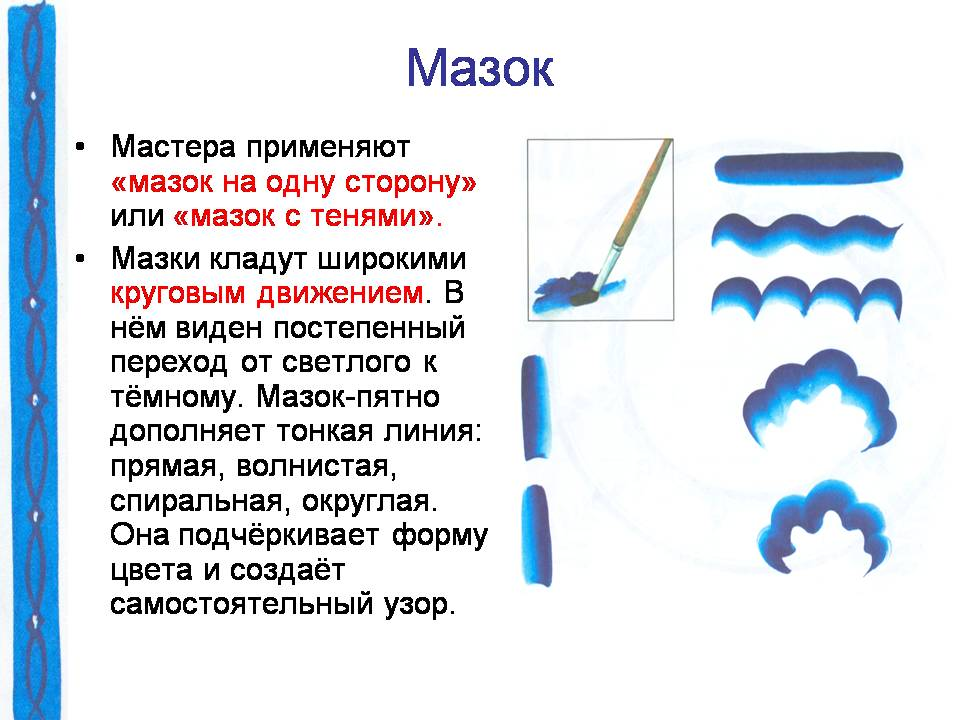 Мазок
• Мастера применяют
«мазок на одну сторону»
или «мазок с тенями».
• Мазки кладут широкими
круговым движением. В
нём виден постепенный
переход от светлого к
тёмному. Мазок-пятно
дополняет тонкая линия:
прямая, волнистая,
спиральная, округлая.
Она подчёркивает форму
цвета и создаёт
самостоятельный узор.